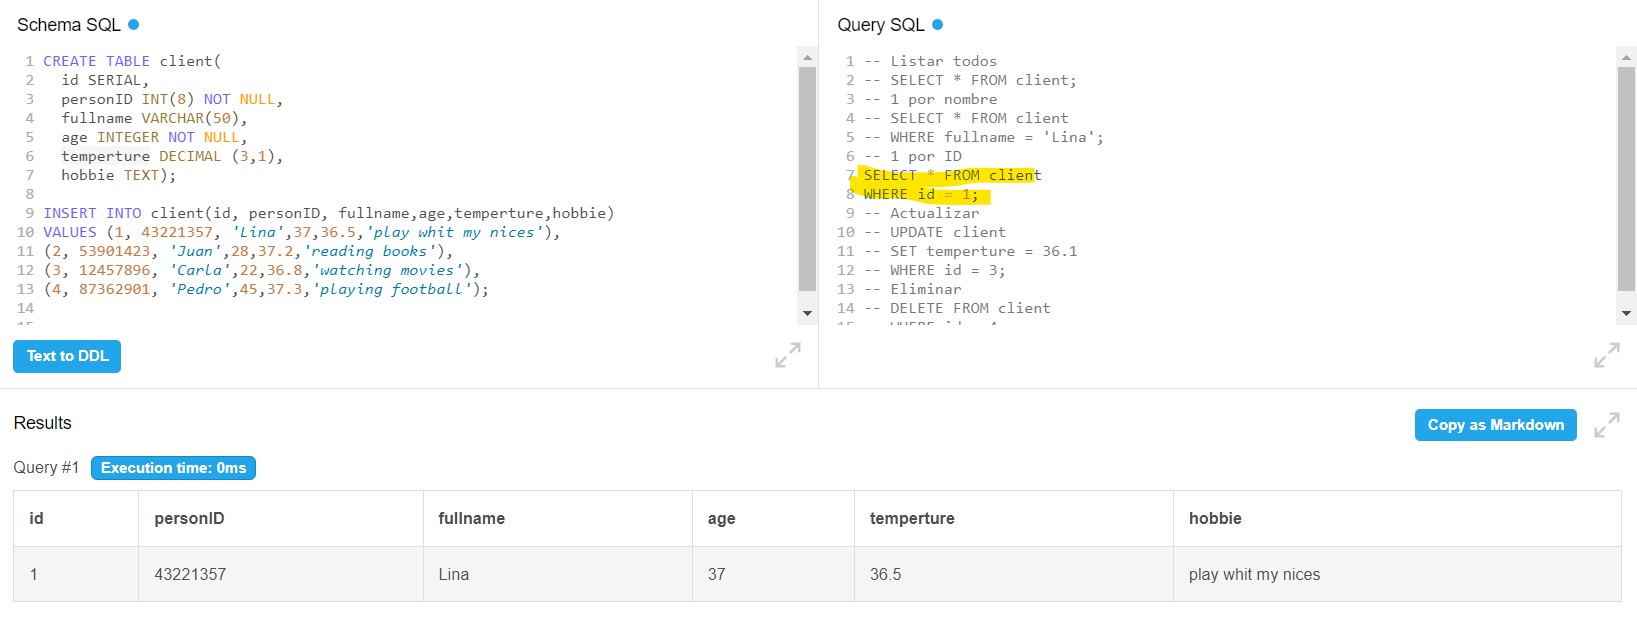 Schema SQL
1 CREATE TABLE client(
2 id SERIAL,
3 personID INT(8) NOT NULL,
4 fullname VARCHAR(50),
5 age INTEGER NOT NULL,
6 temperture DECIMAL (3,1),
7 hobbie TEXT);
8
9 INSERT INTO client(id, personID, fullname,age,temperture,hobbie)
10 VALUES (1, 43221357, 'Lina',37,36.5,'play whit my nices'),
11 (2, 53901423, 'Juan',28,37.2,'reading books'),
12 (3, 12457896, 'Carla',22,36.8,'watching movies'),
13 (4, 87362901, 'Pedro',45,37.3,'playing football');
14
Text to DDL
Query SQL
1 -- Listar todos
2 -- SELECT * FROM client;
3 -- 1 por nombre
4 -- SELECT * FROM client
5 -- WHERE fullname = 'Lina';
6 -- 1 por ID
7 SELECT * FROM client
8 WHERE id = 1;
9 -- Actualizar
10 -- UPDATE client
11 -- SET temperture = 36.1
12 -- WHERE id = 3;
13 -- Eliminar
14 -- DELETE FROM client
Results
Copy as Markdown
Query #1 Execution time: 0ms
id personID fullname age temperture hobbie
1 43221357 Lina 37 36.5 play whit my nices